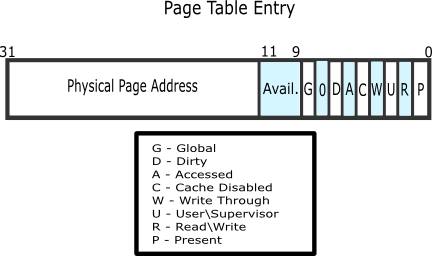 Page Table Entry
31 11 9 0
Physical Page Address Avail. G 0 D A C W U R P
G - Global
D - Dirty
A - Accessed
C - Cache Disabled
W - Write Through
U - User\Supervisor
R - Read\Write
P - Present